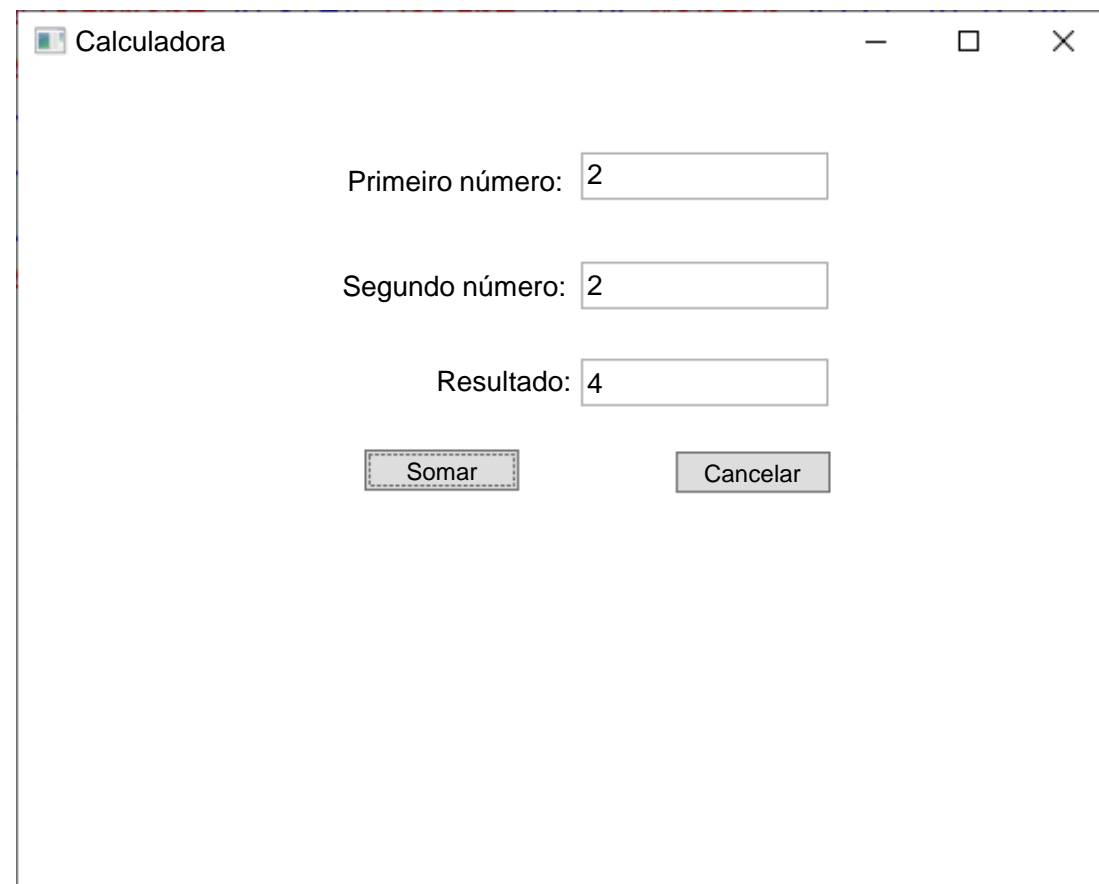 Calculadora
Primeiro número: 2
Segundo número: 2
Resultado: 4
Somar Cancelar